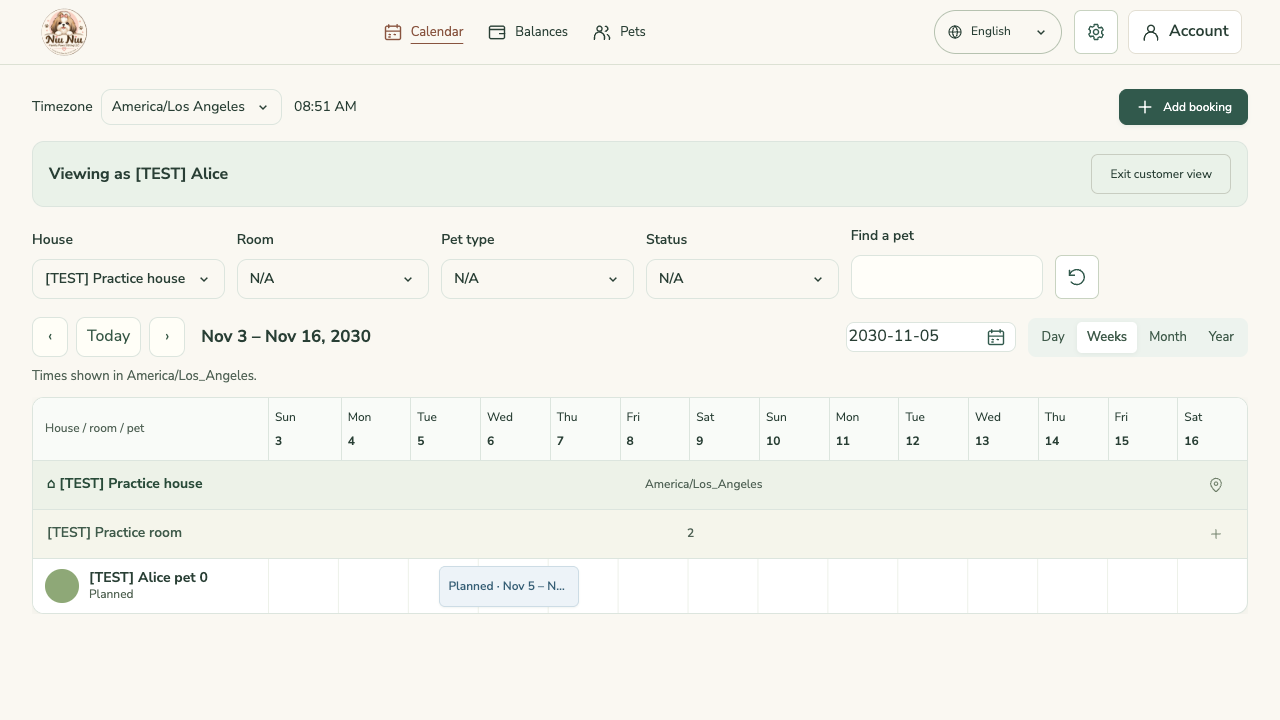 Niu Niu
Calendar
Balances
Pets
English
Account
Timezone
America/Los Angeles
08:51 AM
Add booking
Viewing as [TEST] Alice
Exit customer view
House
Room
Pet type
Status
Find a pet
[TEST] Practice house
N/A
N/A
N/A
‹
Today
›
Nov 3 – Nov 16, 2030
2030-11-05
Day
Weeks
Month
Year
Times shown in America/Los_Angeles.
House / room / pet
Sun 3
Mon 4
Tue 5
Wed 6
Thu 7
Fri 8
Sat 9
Sun 10
Mon 11
Tue 12
Wed 13
Thu 14
Fri 15
Sat 16
⌂ [TEST] Practice house
America/Los_Angeles
[TEST] Practice room
2
[TEST] Alice pet 0
Planned
Planned · Nov 5 – N...